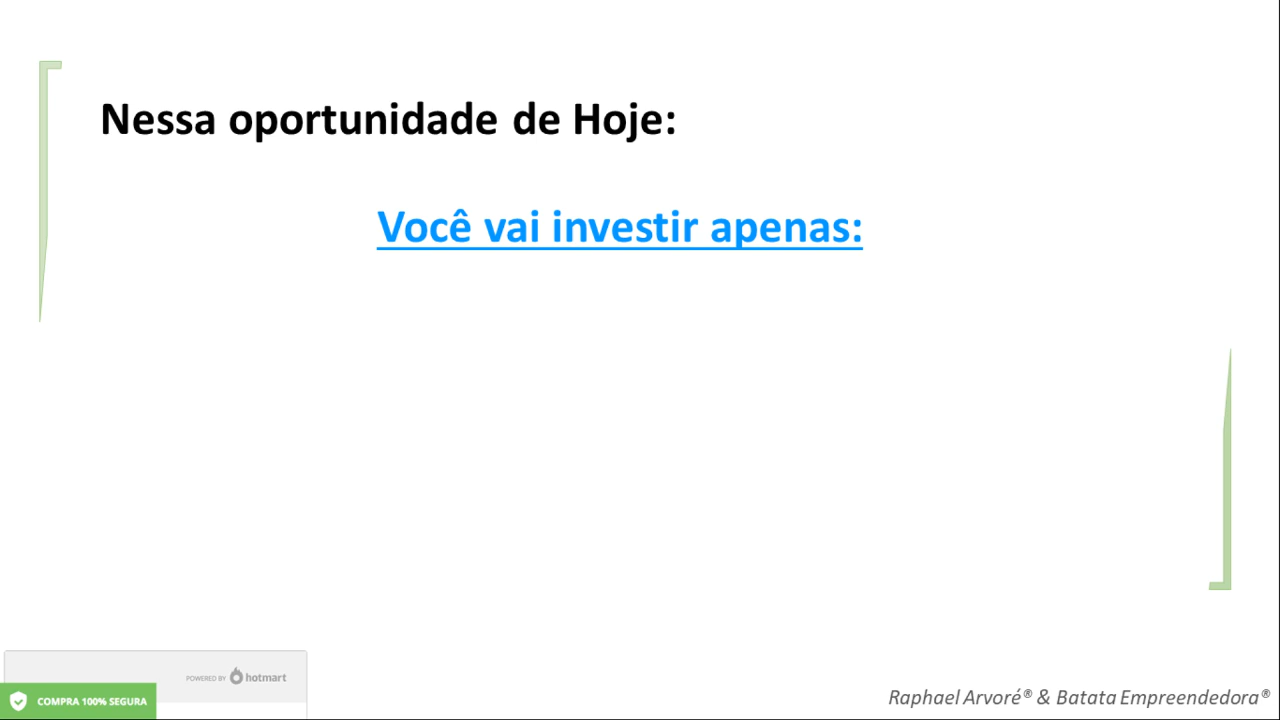 Nessa oportunidade de Hoje:
Você vai investir apenas:
POWERED BY hotmart
COMPRA 100% SEGURA
Raphael Arvoré® & Batata Empreendedora®